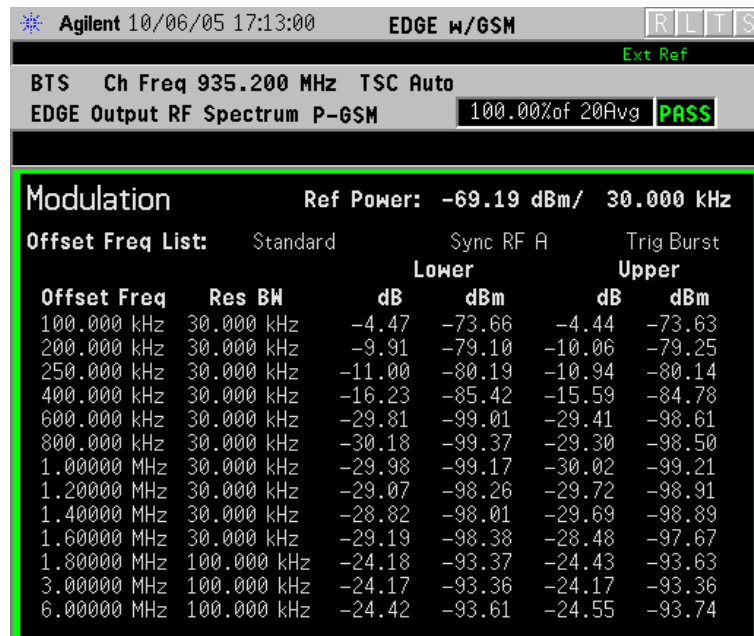 Agilent 10/06/05 17:13:00 EDGE w/GSM R L T S
Ext Ref
BTS Ch Freq 935.200 MHz TSC Auto
EDGE Output RF Spectrum P-GSM 100.00%of 20Avg PASS
Modulation Ref Power: -69.19 dBm/ 30.000 kHz
Offset Freq List: Standard Sync RF A Trig Burst
Lower Upper
Offset Freq Res BW dB dBm dB dBm
100.000 kHz 30.000 kHz -4.47 -73.66 -4.44 -73.63
200.000 kHz 30.000 kHz -9.91 -79.10 -10.06 -79.25
250.000 kHz 30.000 kHz -11.00 -80.19 -10.94 -80.14
400.000 kHz 30.000 kHz -16.23 -85.42 -15.59 -84.78
600.000 kHz 30.000 kHz -29.81 -99.01 -29.41 -98.61
800.000 kHz 30.000 kHz -30.18 -99.37 -29.30 -98.50
1.00000 MHz 30.000 kHz -29.98 -99.17 -30.02 -99.21
1.20000 MHz 30.000 kHz -29.07 -98.26 -29.72 -98.91
1.40000 MHz 30.000 kHz -28.82 -98.01 -29.69 -98.89
1.60000 MHz 30.000 kHz -29.19 -98.38 -28.48 -97.67
1.80000 MHz 100.000 kHz -24.18 -93.37 -24.43 -93.63
3.00000 MHz 100.000 kHz -24.17 -93.36 -24.17 -93.36
6.00000 MHz 100.000 kHz -24.42 -93.61 -24.55 -93.74